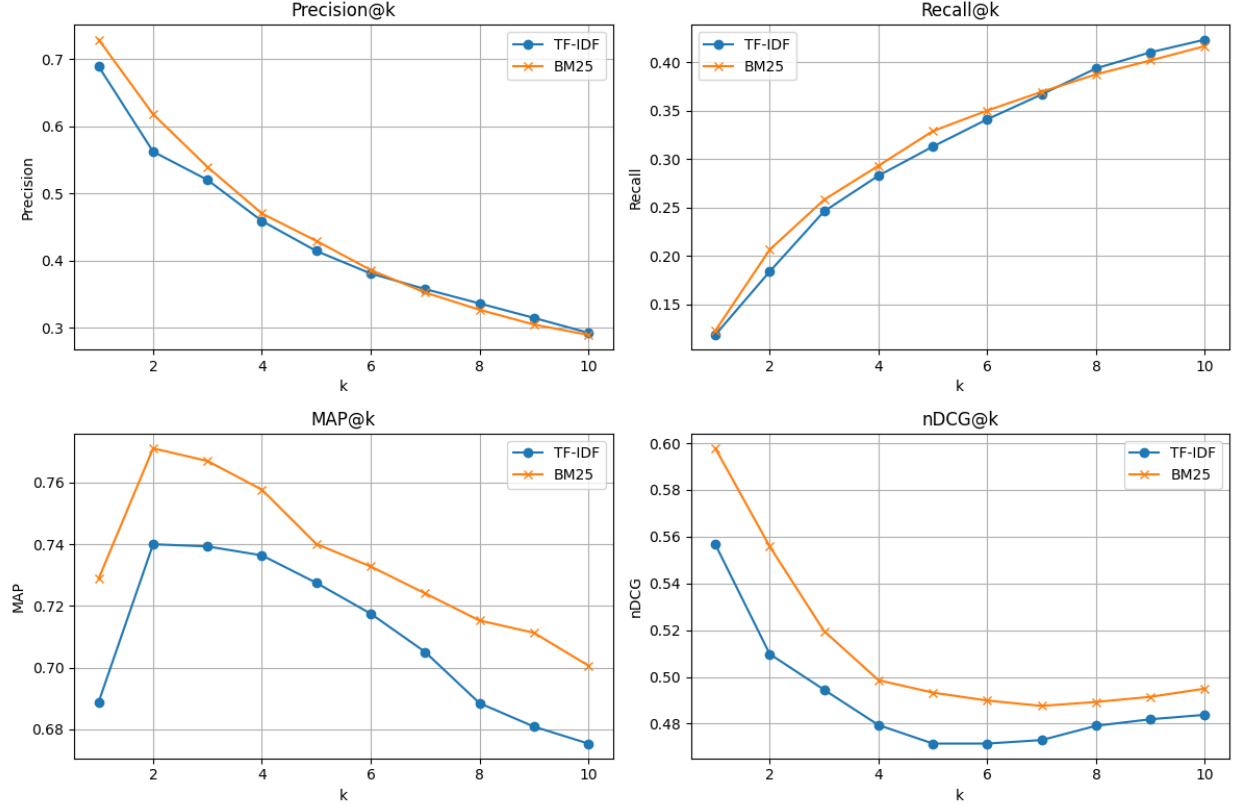 Precision@k
Precision
0.7
0.6
0.5
0.4
0.3
TF-IDF
BM25
2
4
6
8
10
k
Recall@k
Recall
0.40
0.35
0.30
0.25
0.20
0.15
TF-IDF
BM25
2
4
6
8
10
k
MAP@k
MAP
0.76
0.74
0.72
0.70
0.68
TF-IDF
BM25
2
4
6
8
10
k
nDCG@k
nDCG
0.60
0.58
0.56
0.54
0.52
0.50
0.48
TF-IDF
BM25
2
4
6
8
10
k